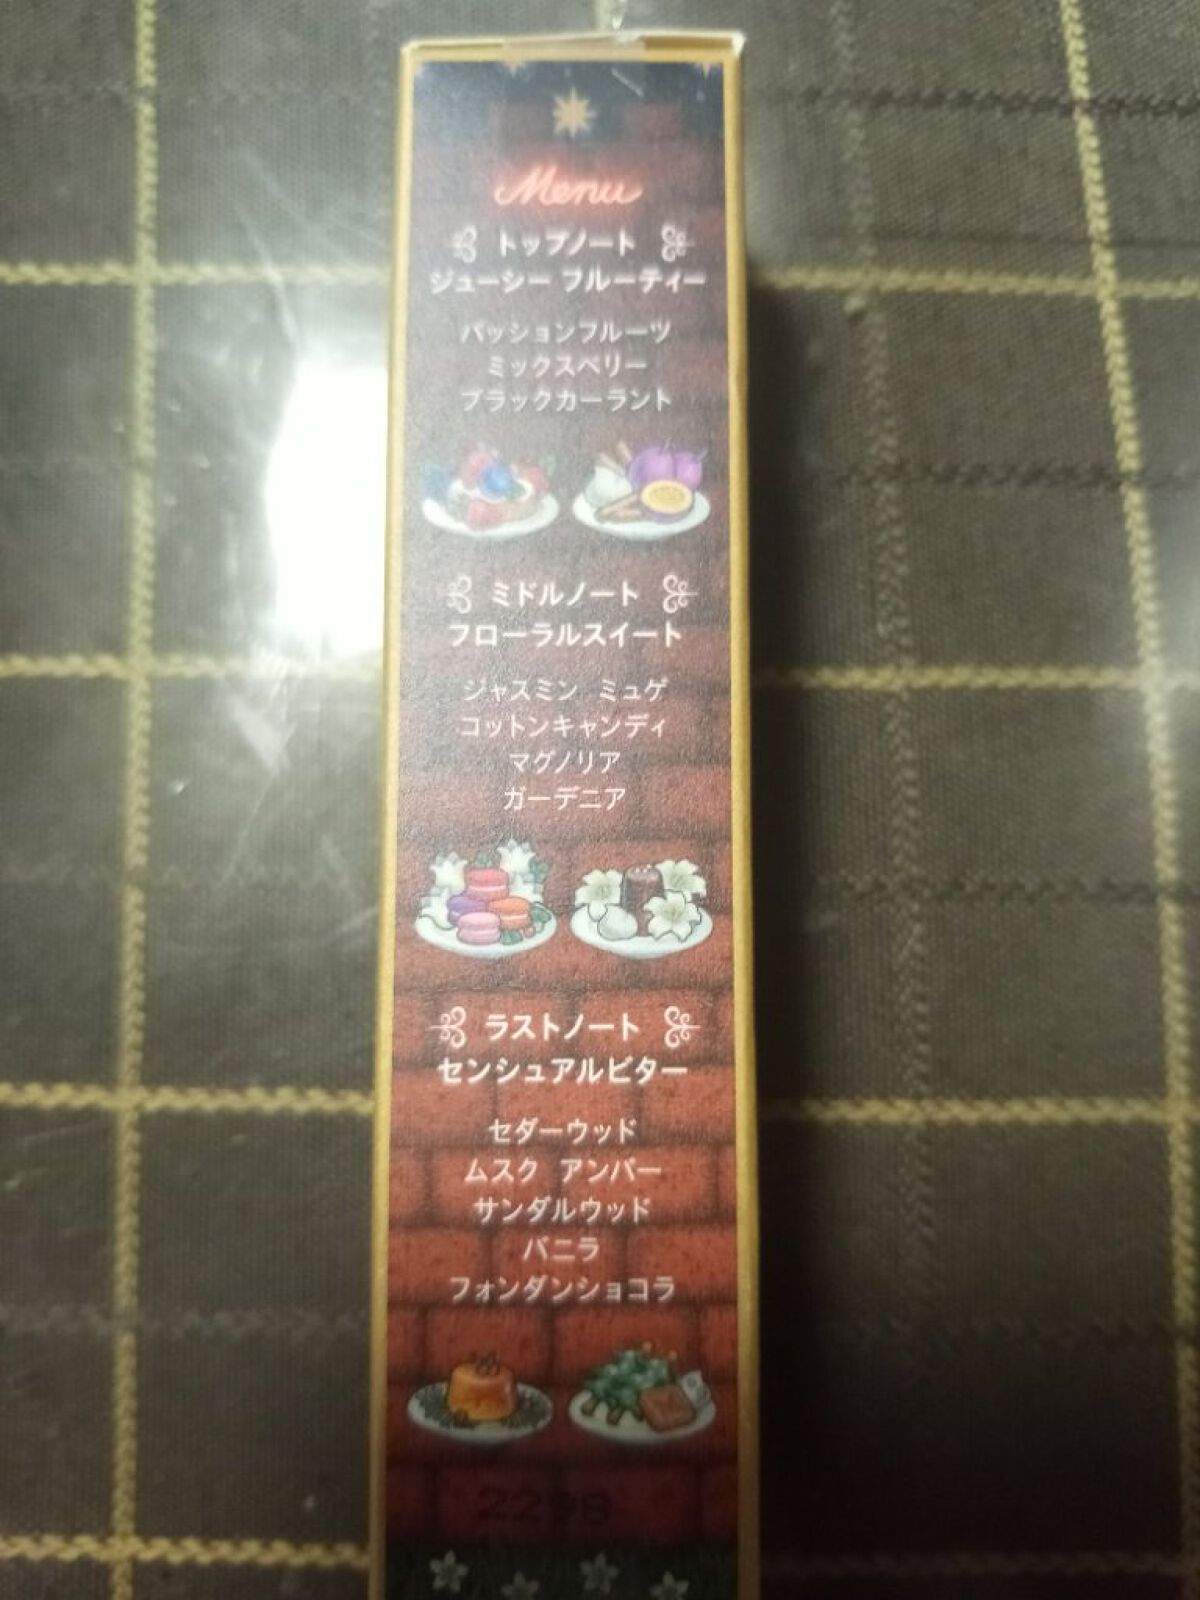 Menu
トップノート
ジューシー フルーティー
パッションフルーツ
ミックスベリー
ブラックカーラント
ミドルノート
フローラルスイート
ジャスミン ミュゲ
コットンキャンディ
マグノリア
ガーデニア
ラストノート
センシュアルビター
セダーウッド
ムスク アンバー
サンダルウッド
バニラ
フォンダンショコラ